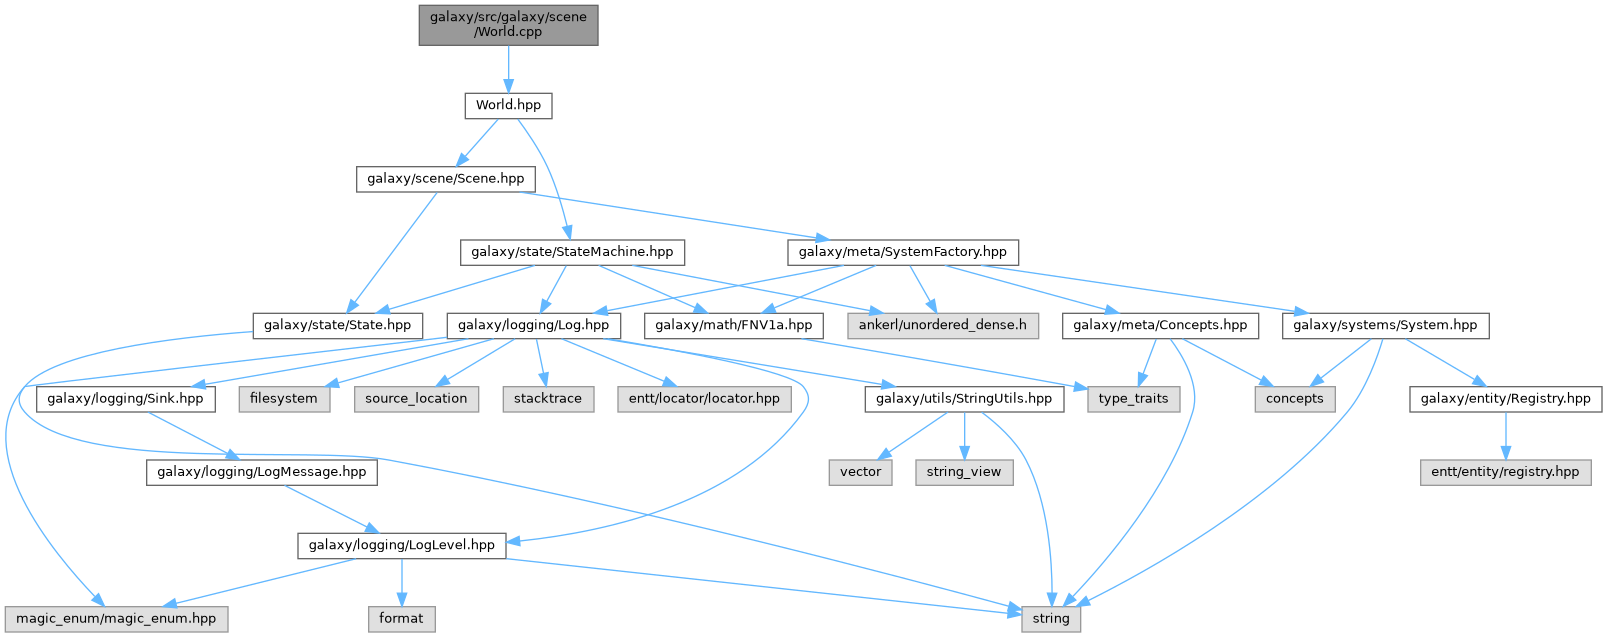 galaxy/src/galaxy/scene
/World.cpp
World.hpp
galaxy/scene/Scene.hpp
galaxy/state/StateMachine.hpp
galaxy/meta/SystemFactory.hpp
galaxy/state/State.hpp
galaxy/logging/Log.hpp
galaxy/math/FNV1a.hpp
ankerl/unordered_dense.h
galaxy/meta/Concepts.hpp
galaxy/systems/System.hpp
galaxy/logging/Sink.hpp
filesystem
source_location
stacktrace
entt/locator/locator.hpp
galaxy/utils/StringUtils.hpp
type_traits
concepts
galaxy/entity/Registry.hpp
galaxy/logging/LogMessage.hpp
vector
string_view
entt/entity/registry.hpp
galaxy/logging/LogLevel.hpp
magic_enum/magic_enum.hpp
format
string